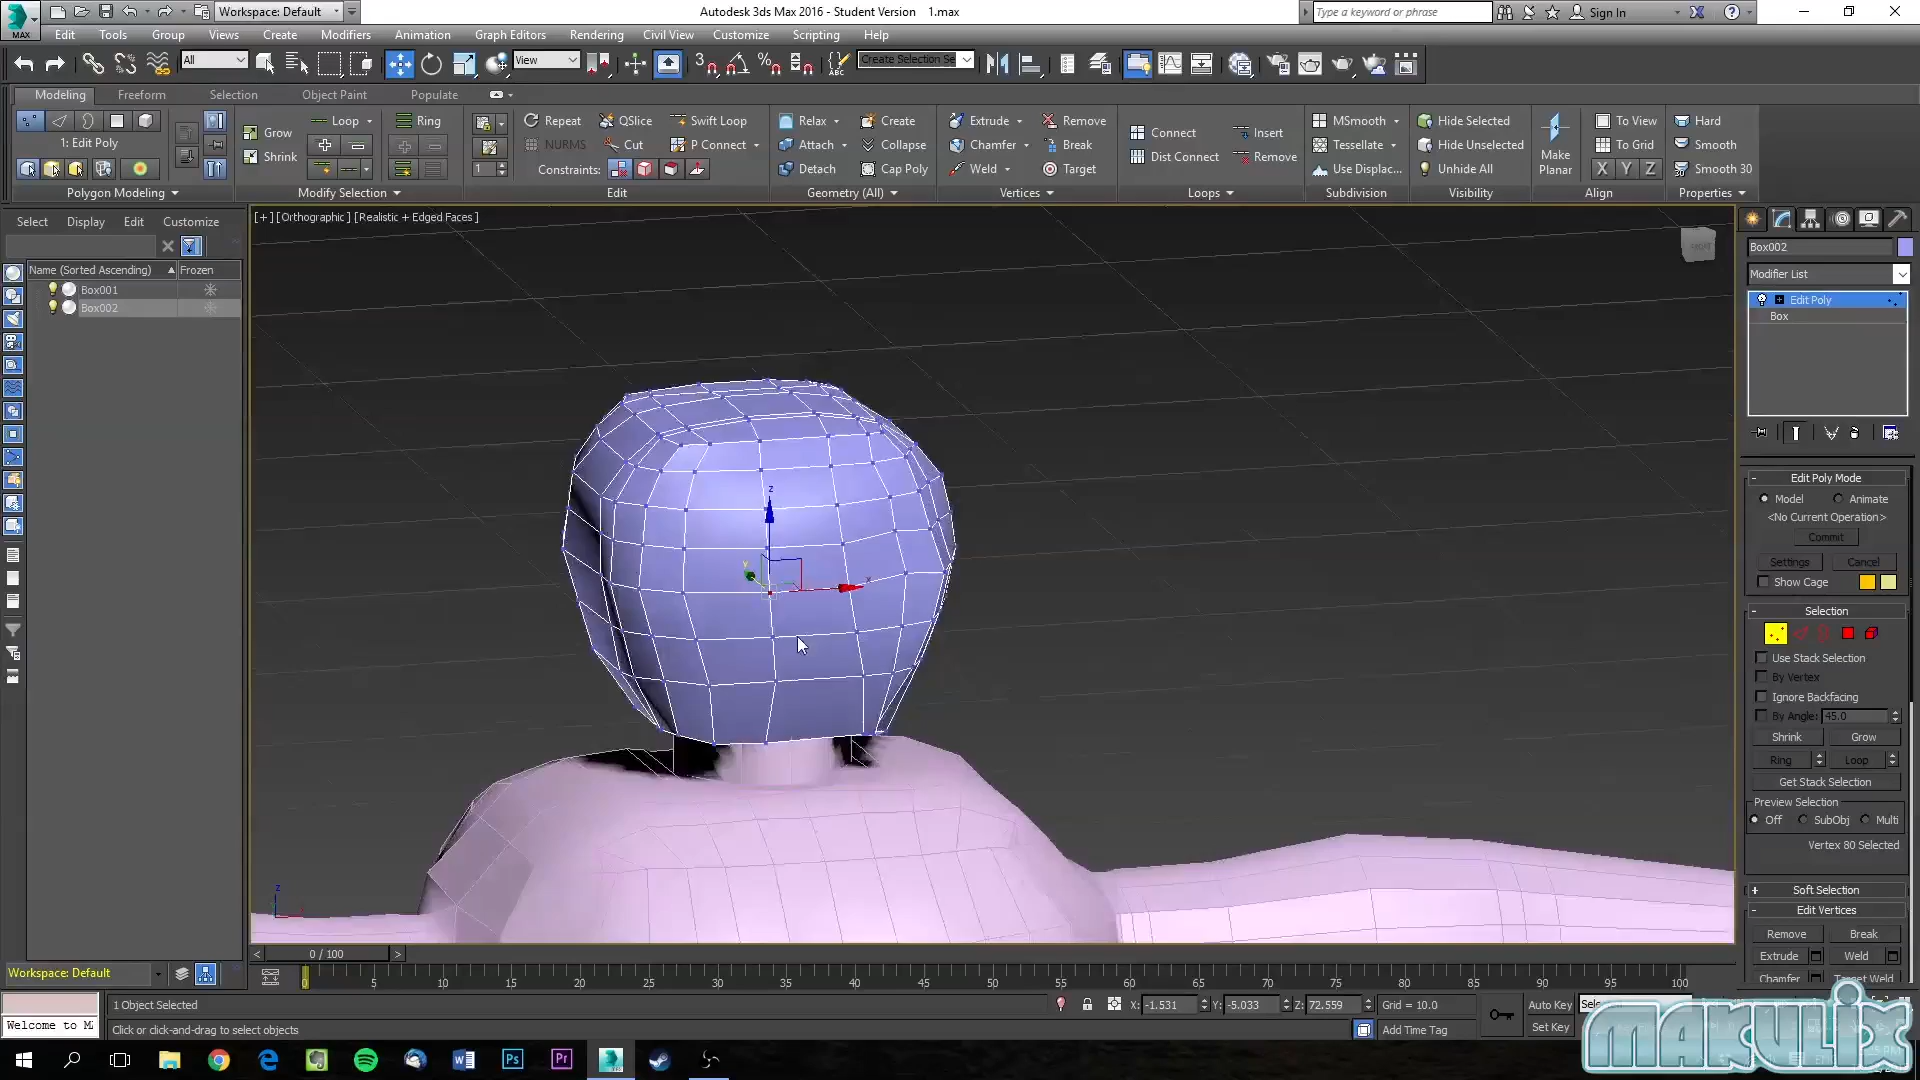 Workspace: Default
Autodesk 3ds Max 2016 - Student Version 1.max
Type a keyword or phrase
Sign In
MAX
Edit Tools Group Views Create Modifiers Animation Graph Editors Rendering Civil View Customize Scripting Help
All
View
Create Selection Se
Modeling Freeform Selection Object Paint Populate
Loop Ring Repeat QSlice Swift Loop Relax Create Extrude Remove MSmooth Hide Selected To View Hard
1: Edit Poly
Grow NURMS Cut P Connect Attach Collapse Chamfer Break Connect Insert Tessellate Hide Unselected Make Planar To Grid Smooth
Shrink 1 Constraints: Detach Cap Poly Weld Target Dist Connect Remove Use Displac... Unhide All X Y Z Smooth 30
Polygon Modeling Modify Selection Edit Geometry (All) Vertices Loops Subdivision Visibility Align Properties
Select Display Edit Customize
[+] [Orthographic] [Realistic + Edged Faces]
Name (Sorted Ascending) Frozen
Box001
Box002
Box002
Modifier List
Edit Poly
Box
Edit Poly Mode
Model Animate
<No Current Operation>
Commit
Settings Cancel
Show Cage
Selection
Use Stack Selection
By Vertex
Ignore Backfacing
By Angle: 45.0
Shrink Grow
Ring Loop
Get Stack Selection
Preview Selection
Off SubObj Multi
Vertex 80 Selected
Soft Selection
Edit Vertices
Remove Break
Extrude Weld
Chamfer Target Weld
z
x
y
z
0 / 100
Workspace: Default
0 5 10 15 20 25 30 35 40 45 50 55 60 65 70 75 80 85 90 95 100
1 Object Selected
X: -1.531 Y: -5.033 Z: 72.559 Grid = 10.0
Auto Key
Welcome to M
Click or click-and-drag to select objects
Add Time Tag
Set Key
MAKULIX